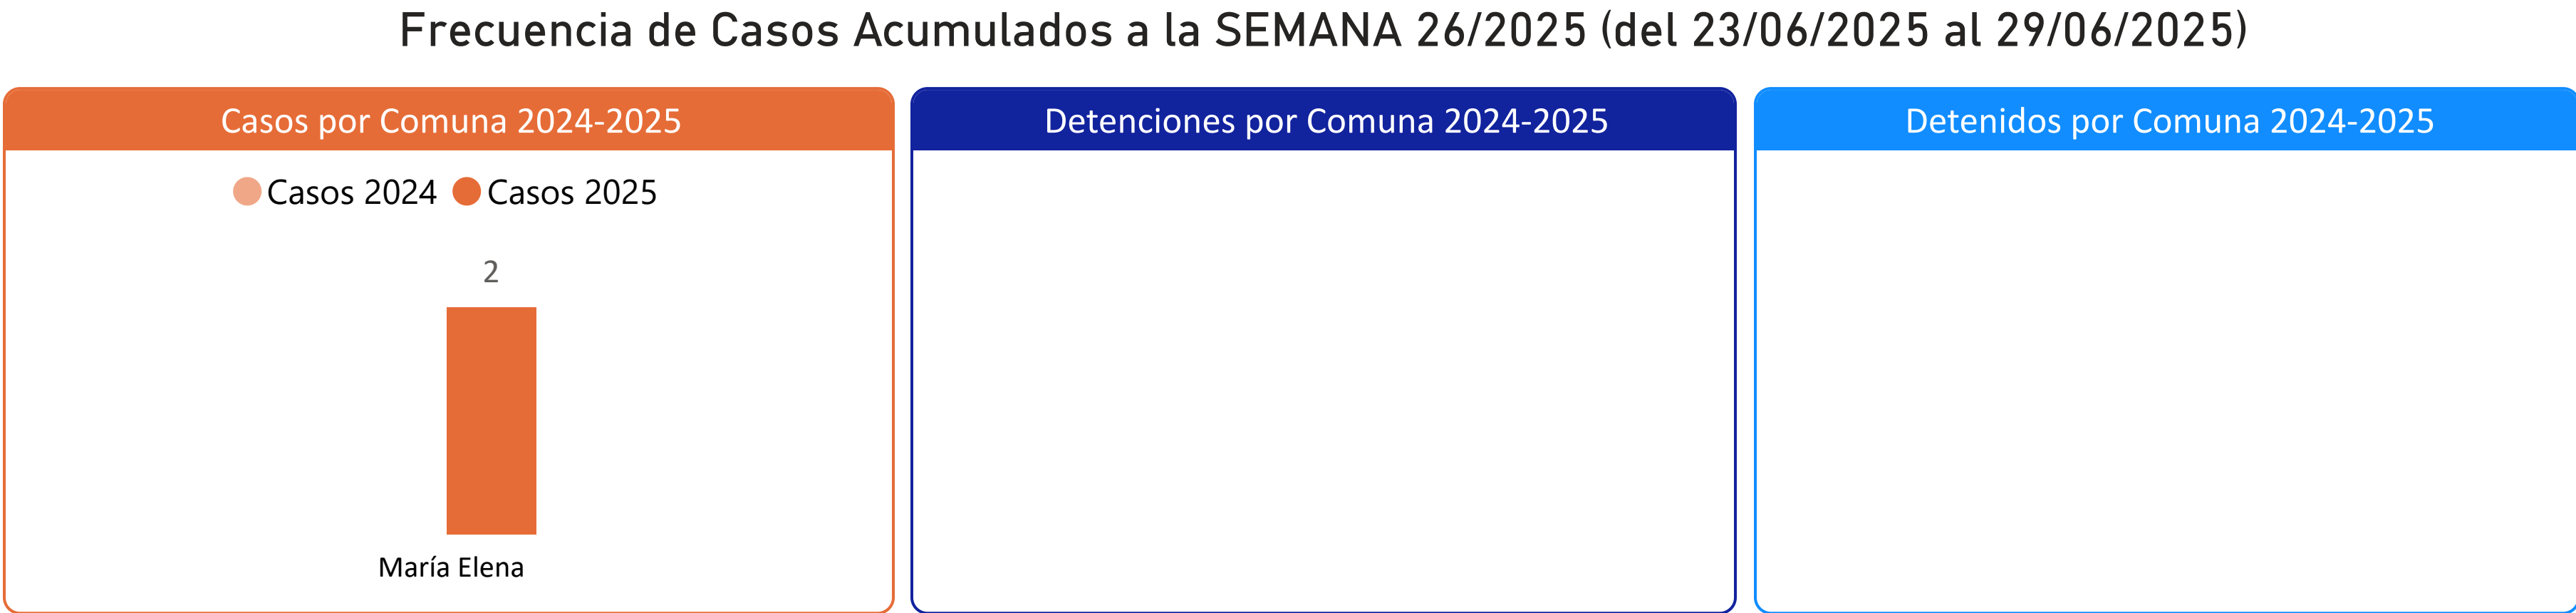 Frecuencia de Casos Acumulados a la SEMANA 26/2025 (del 23/06/2025 al 29/06/2025)
Casos por Comuna 2024-2025
Casos 2024 Casos 2025
2
María Elena
Detenciones por Comuna 2024-2025
Detenidos por Comuna 2024-2025